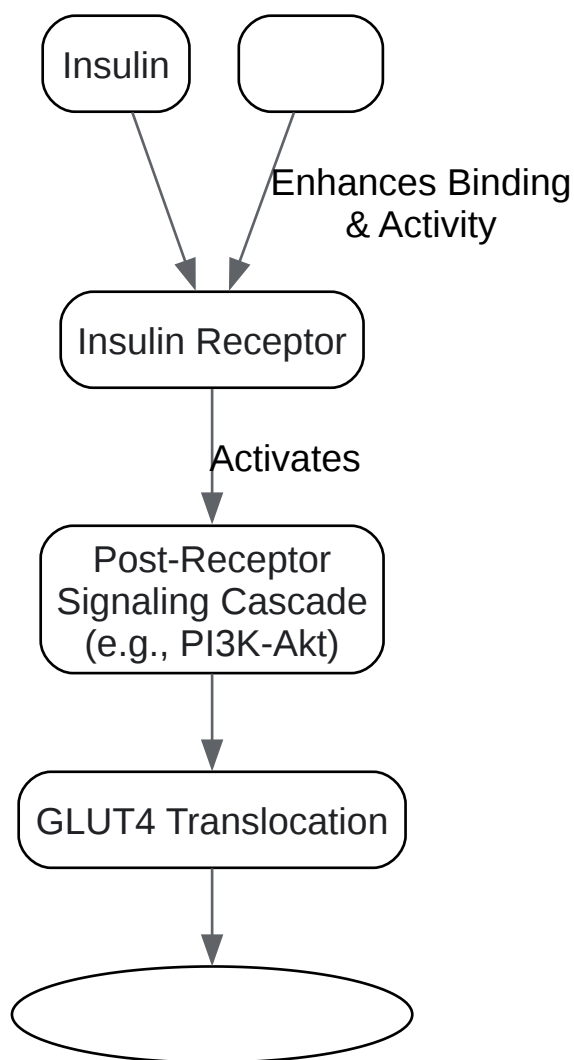 Insulin
Enhances Binding
& Activity
Insulin Receptor
Activates
Post-Receptor
Signaling Cascade
(e.g., PI3K-Akt)
GLUT4 Translocation